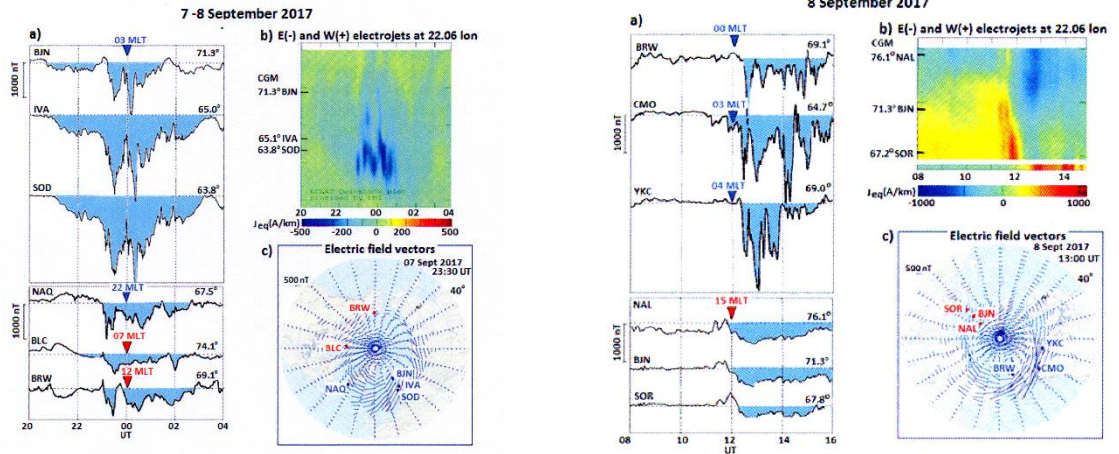 7 -8 September 2017
a)
03 MLT
BJN
71.3°
1000 nT
IVA
65.0°
SOD
63.8°
NAQ
22 MLT
67.5°
1000 nT
BLC
07 MLT
74.1°
BRW
12 MLT
69.1°
20 22 00 02 04
UT
b) E(-) and W(+) electrojets at 22.06 lon
CGM
71.3° BJN
65.1° IVA
63.8° SOD
20 22 00 02 04
Jeq(A/km)
-500 -200 0 200 500
c) Electric field vectors
07 Sept 2017
23:30 UT
500 nT
40°
BRW
BLC
NAQ
BJN
IVA
SOD
8 September 2017
a)
00 MLT
BRW
69.1°
CMO
03 MLT
64.7°
1000 nT
YKC
04 MLT
69.0°
NAL
15 MLT
76.1°
1000 nT
BJN
71.3°
SOR
67.8°
08 10 12 14 16
UT
b) E(-) and W(+) electrojets at 22.06 lon
CGM
76.1° NAL
71.3° BJN
67.2° SOR
08 10 12 14
Jeq(A/km)
-1000 0 1000
c) Electric field vectors
8 Sept 2017
13:00 UT
500 nT
40°
SOR
BJN
NAL
YKC
BRW
CMO